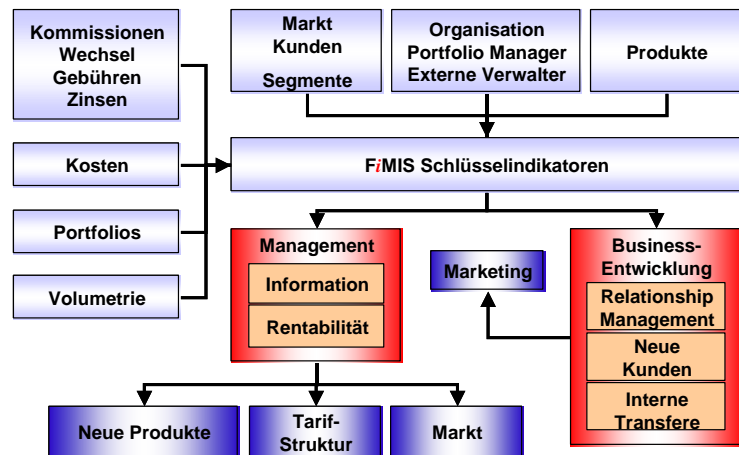 Kommissionen
Wechsel
Gebühren
Zinsen
Markt
Kunden
Segmente
Organisation
Portfolio Manager
Externe Verwalter
Produkte
Kosten
FiMIS Schlüsselindikatoren
Portfolios
Volumetrie
Management
Information
Rentabilität
Marketing
Business-
Entwicklung
Relationship
Management
Neue
Kunden
Interne
Transfere
Neue Produkte
Tarif-
Struktur
Markt